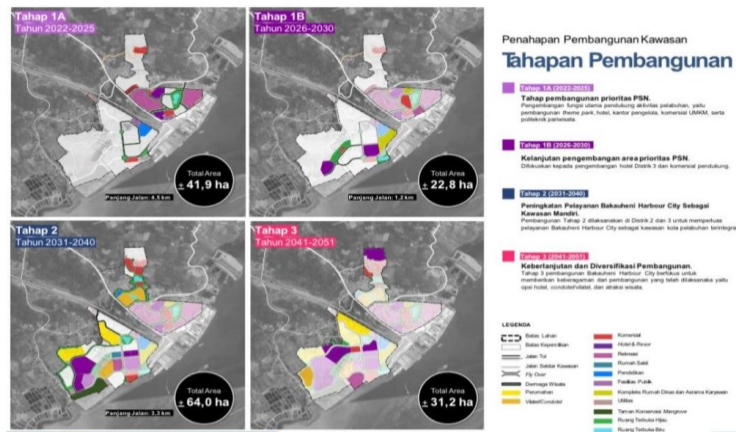 Tahap 1A
Tahun 2022-2025
Total Area
± 41,9 ha
Panjang Jalan: 4,5 km
Tahap 1B
Tahun 2026-2030
Total Area
± 22,8 ha
Panjang Jalan: 1,2 km
Tahap 2
Tahun 2031-2040
Total Area
± 64,0 ha
Panjang Jalan: 3,3 km
Tahap 3
Tahun 2041-2051
Total Area
± 31,2 ha
Penahapan Pembangunan Kawasan
Tahapan Pembangunan
Tahap 1A (2022-2025)
Tahap pembangunan prioritas PSN.
Pengembangan fungsi utama pendukung aktivitas pelabuhan, yaitu
pembangunan theme park, hotel, kantor pengelola, komersial UMKM, serta
politeknik pariwisata.
Tahap 1B (2026-2030)
Kelanjutan pengembangan area prioritas PSN.
Difokuskan kepada pengembangan hotel Distrik 3 dan komersial pendukung.
Tahap 2 (2031-2040)
Peningkatan Pelayanan Bakauheni Harbour City Sebagai
Kawasan Mandiri.
Pembangunan Tahap 2 dilaksanakan di Distrik 2 dan 3 untuk memperluas
pelayanan Bakauheni Harbour City sebagai kawasan kota pelabuhan terintegra
Tahap 3 (2041-2051)
Keberlanjutan dan Diversifikasi Pembangunan.
Tahap 3 pembangunan Bakauheni Harbour City berfokus untuk
memberikan keberagaman dari pembangunan yang telah dilaksanakan yaitu
opsi hotel, condotel/vilatel, dan atraksi wisata.
LEGENDA
Batas Lahan
Batas Kepemilikan
Jalan Tol
Jalan Sekitar Kawasan
Fly Over
Dermaga Wisata
Perumahan
Vilatel/Condotel
Komersial
Hotel & Resor
Rekreasi
Rumah Sakit
Pendidikan
Fasilitas Publik
Kompleks Rumah Dinas dan Asrama Karyawan
Utilitas
Taman Konservasi Mangrove
Ruang Terbuka Hijau
Ruang Terbuka Biru